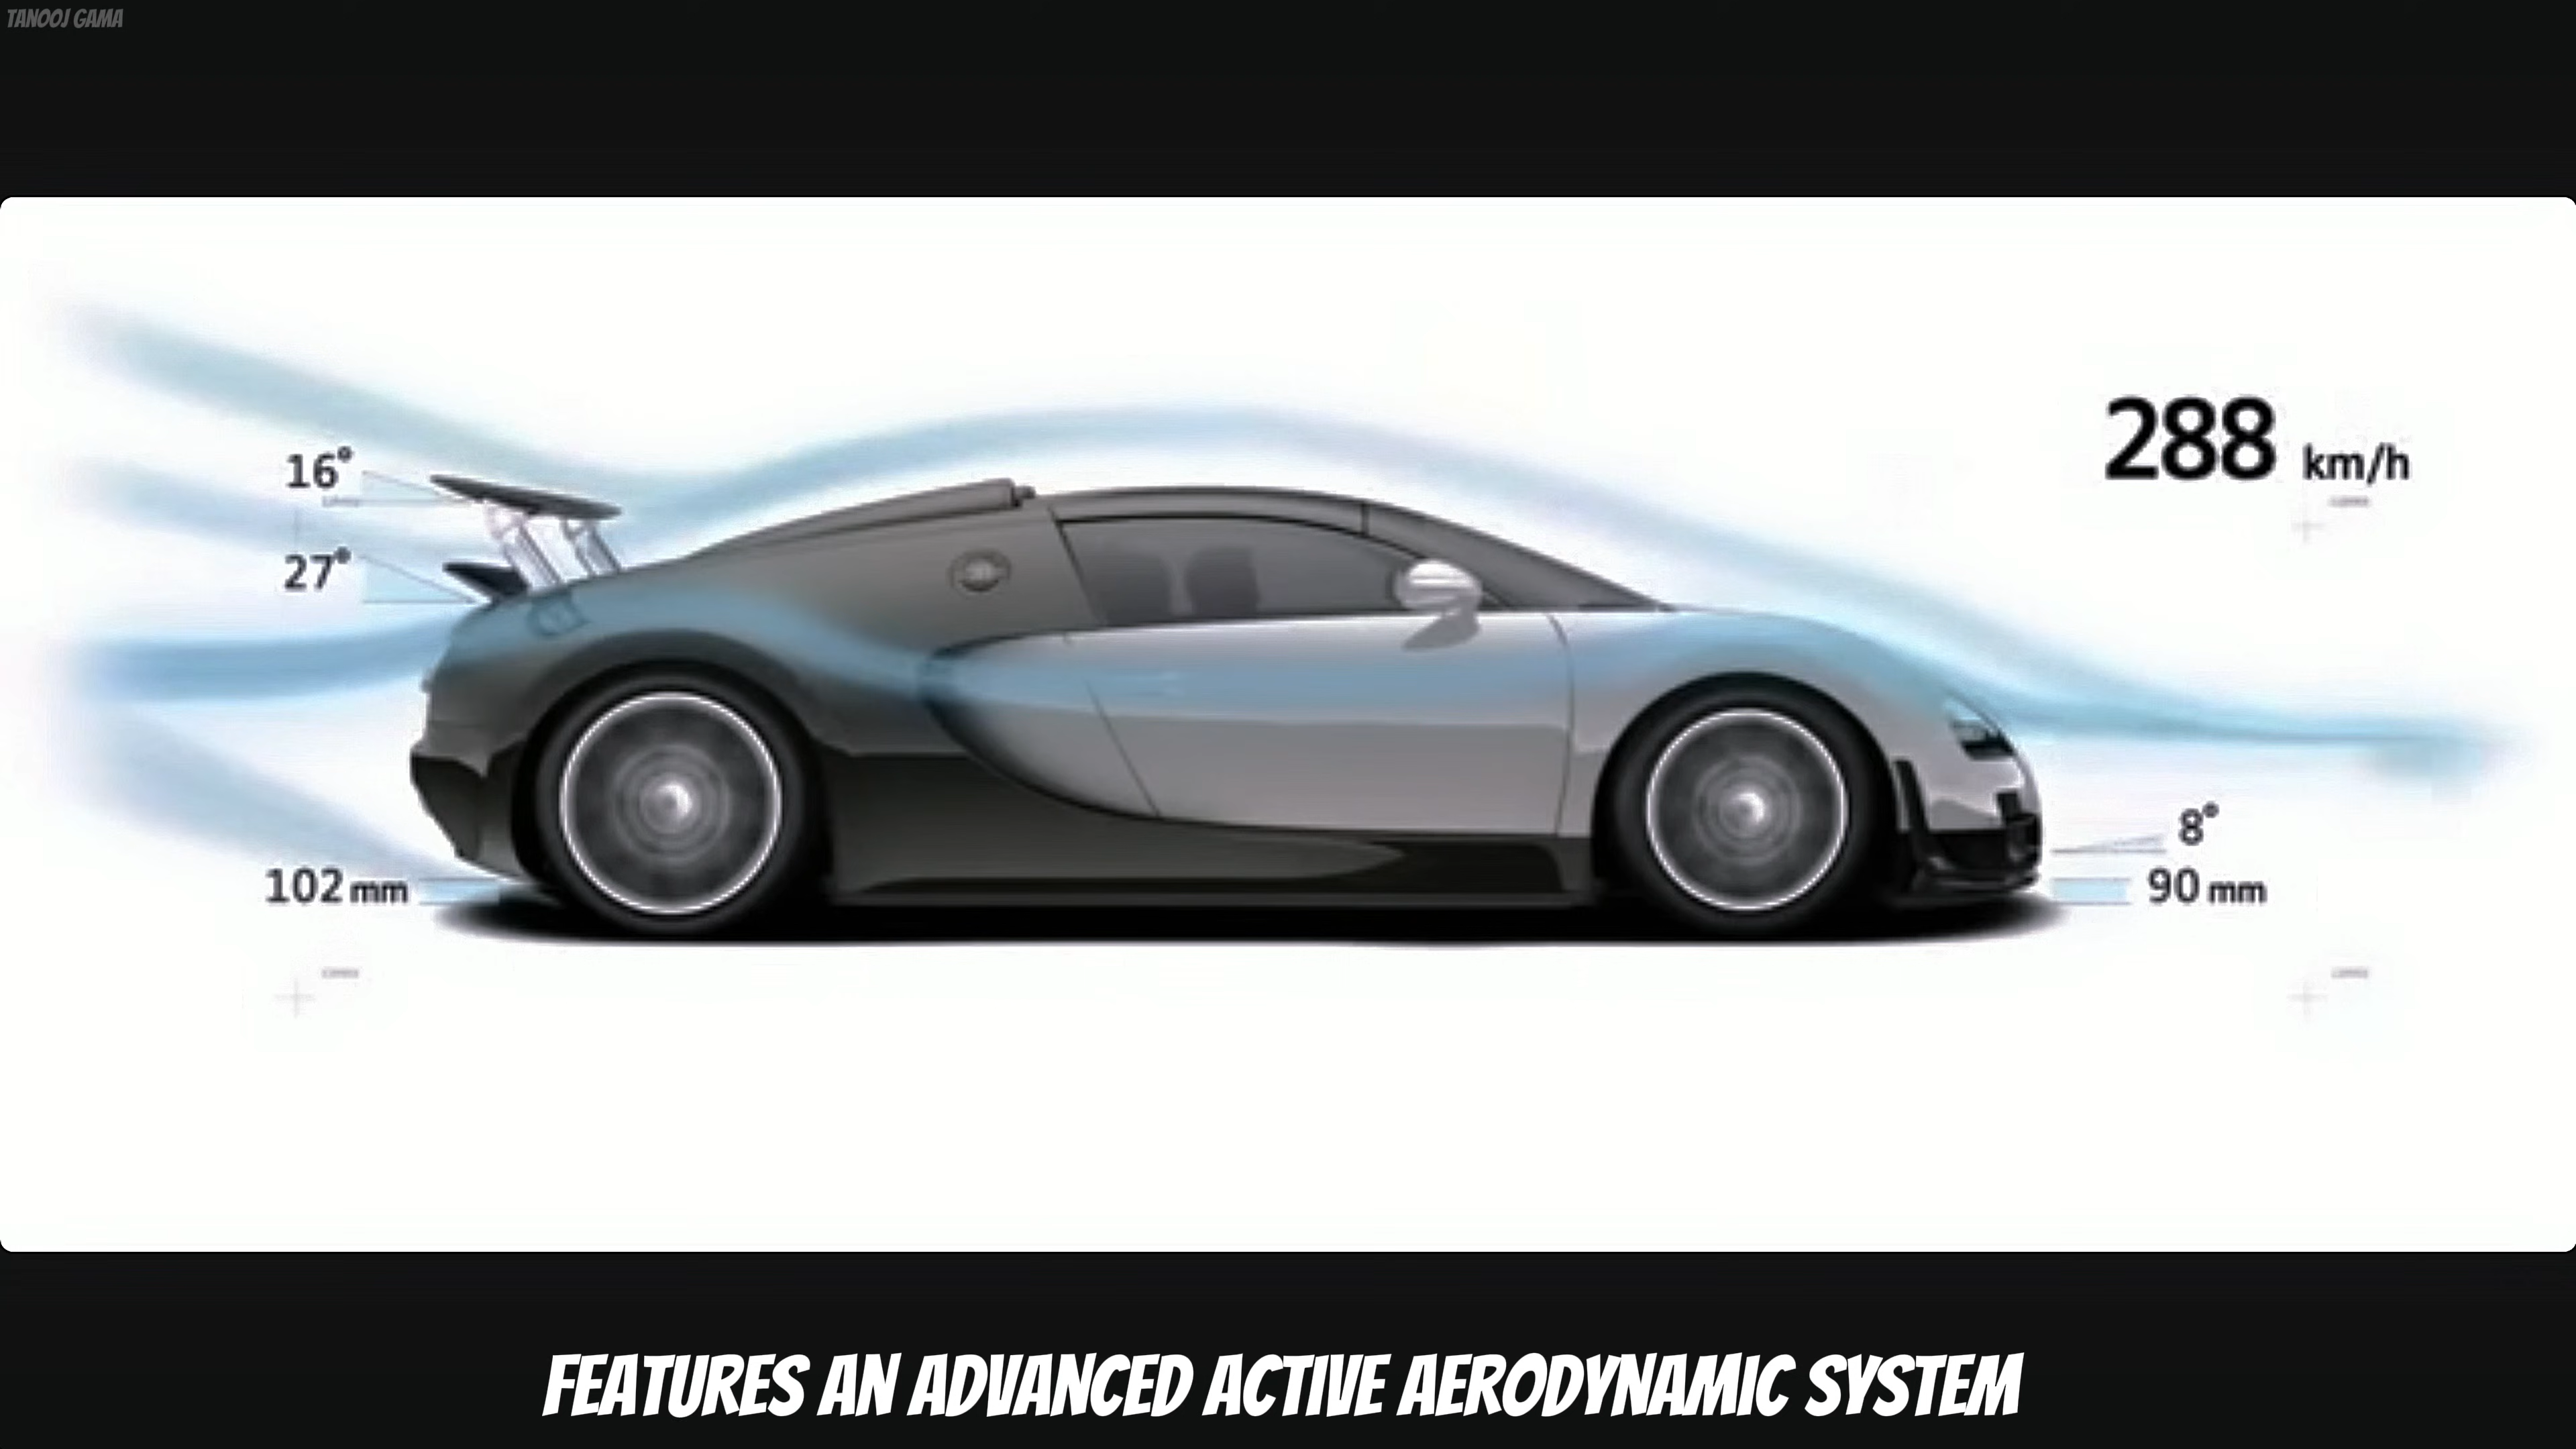 TANOOJ GAMA
288 km/h
16°
27°
8°
102 mm
90 mm
FEATURES AN ADVANCED ACTIVE AERODYNAMIC SYSTEM